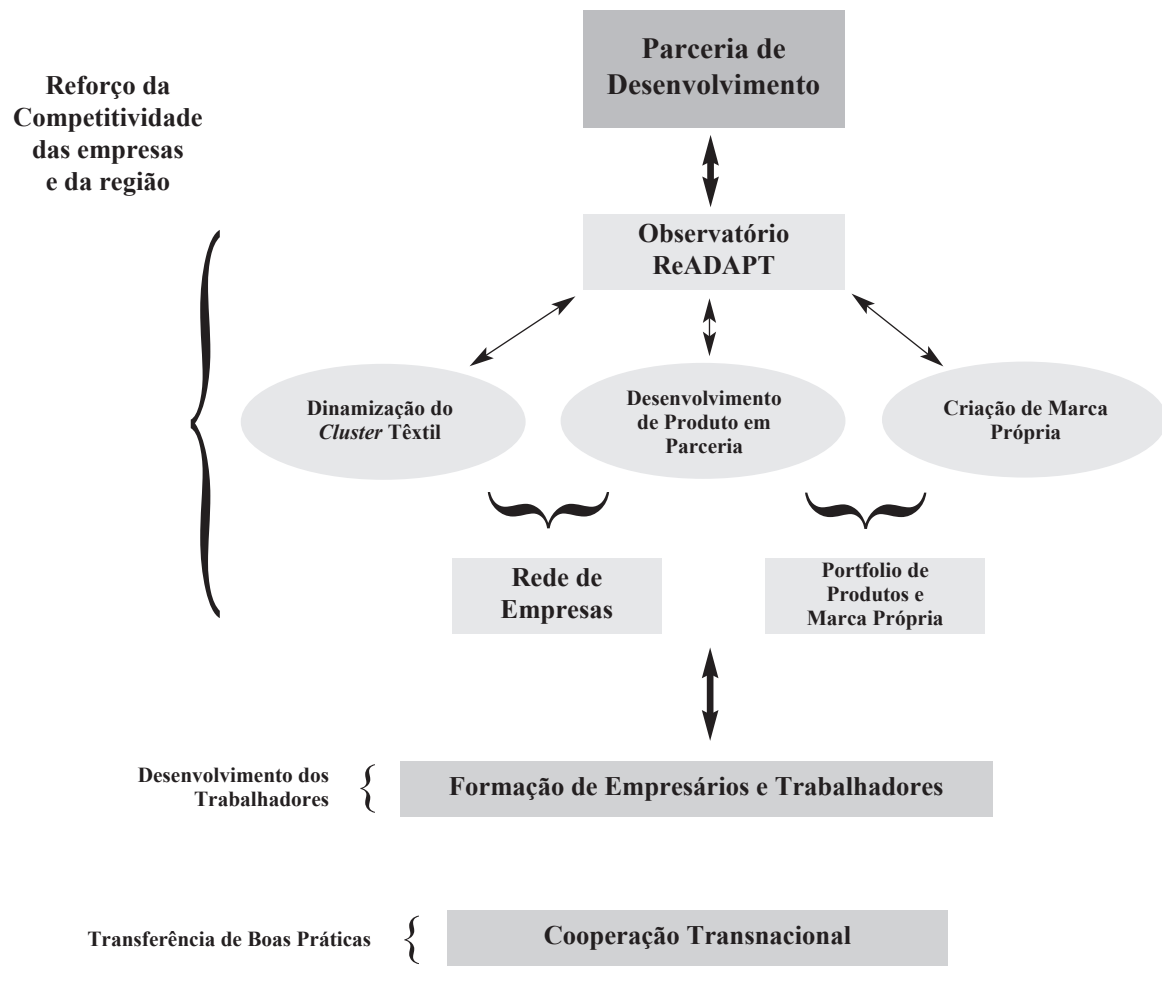 Parceria de
Desenvolvimento
Reforço da
Competitividade
das empresas
e da região
Observatório
ReADAPT
Dinamização do
Cluster Têxtil
Desenvolvimento
de Produto em
Parceria
Criação de Marca
Própria
Rede de
Empresas
Portfolio de
Produtos e
Marca Própria
Desenvolvimento dos
Trabalhadores
Formação de Empresários e Trabalhadores
Transferência de Boas Práticas
Cooperação Transnacional